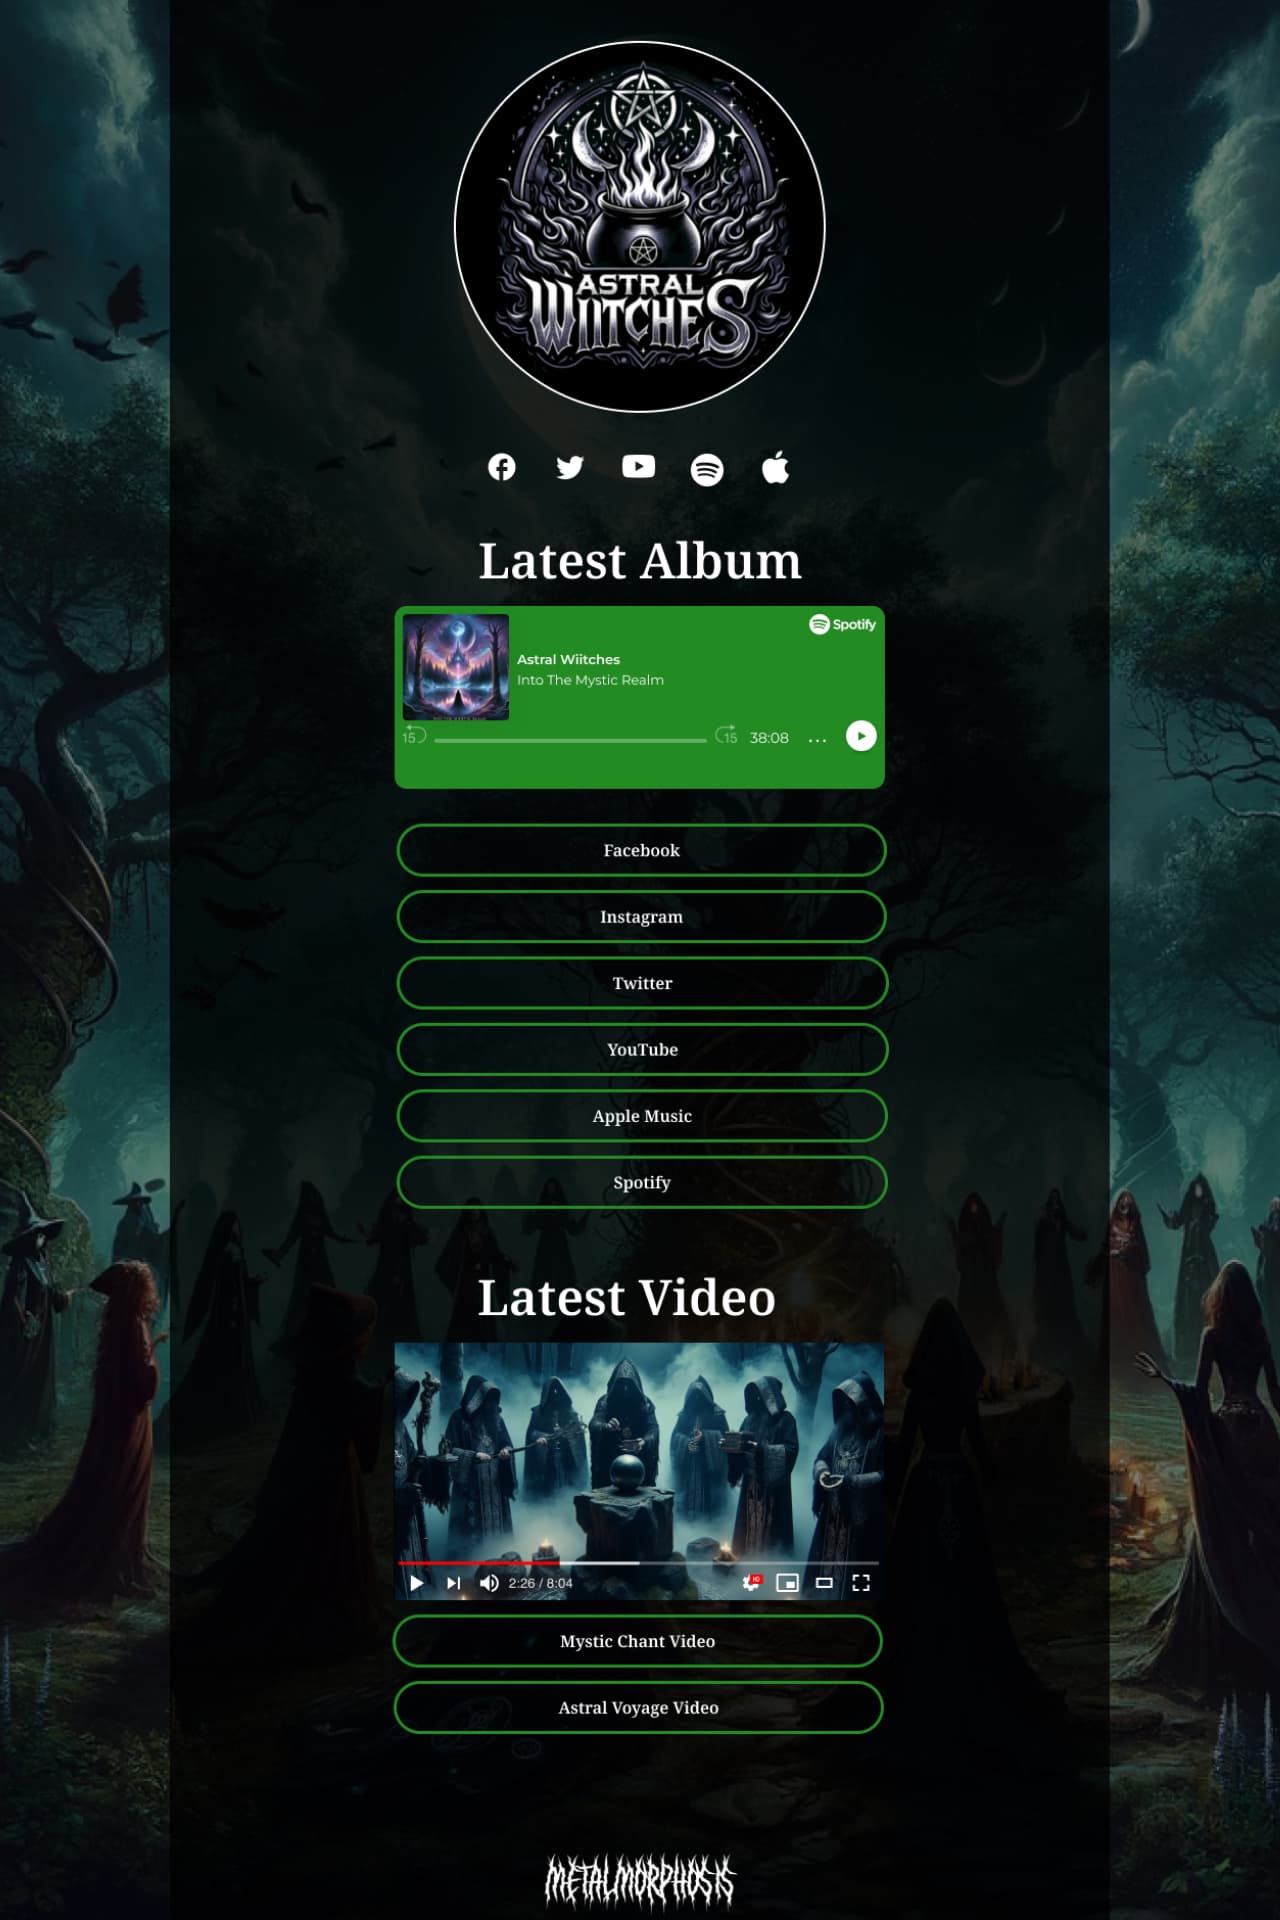 ASTRAL
WIITCHES
Latest Album
Spotify
Astral Wiitches
Into The Mystic Realm
15
15
38:08
...
Facebook
Instagram
Twitter
YouTube
Apple Music
Spotify
Latest Video
2:26 / 8:04
HD
Mystic Chant Video
Astral Voyage Video
METALMORPHOSIS